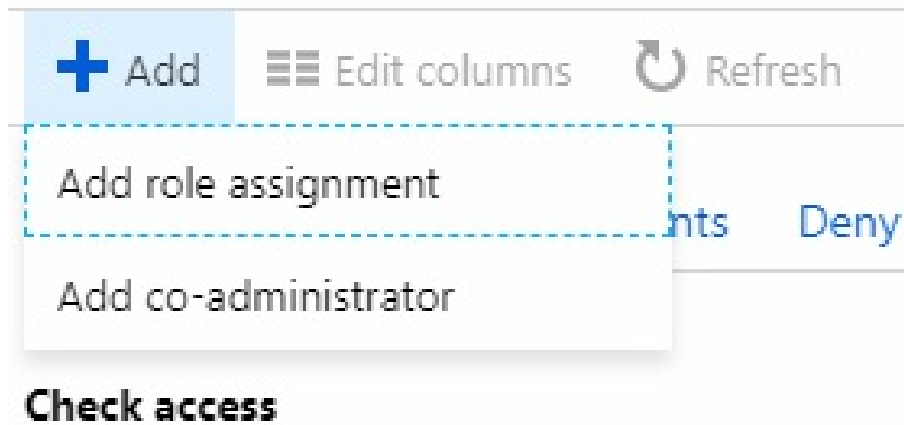 Add Edit columns Refresh
Add role assignment
nts Deny
Add co-administrator
Check access